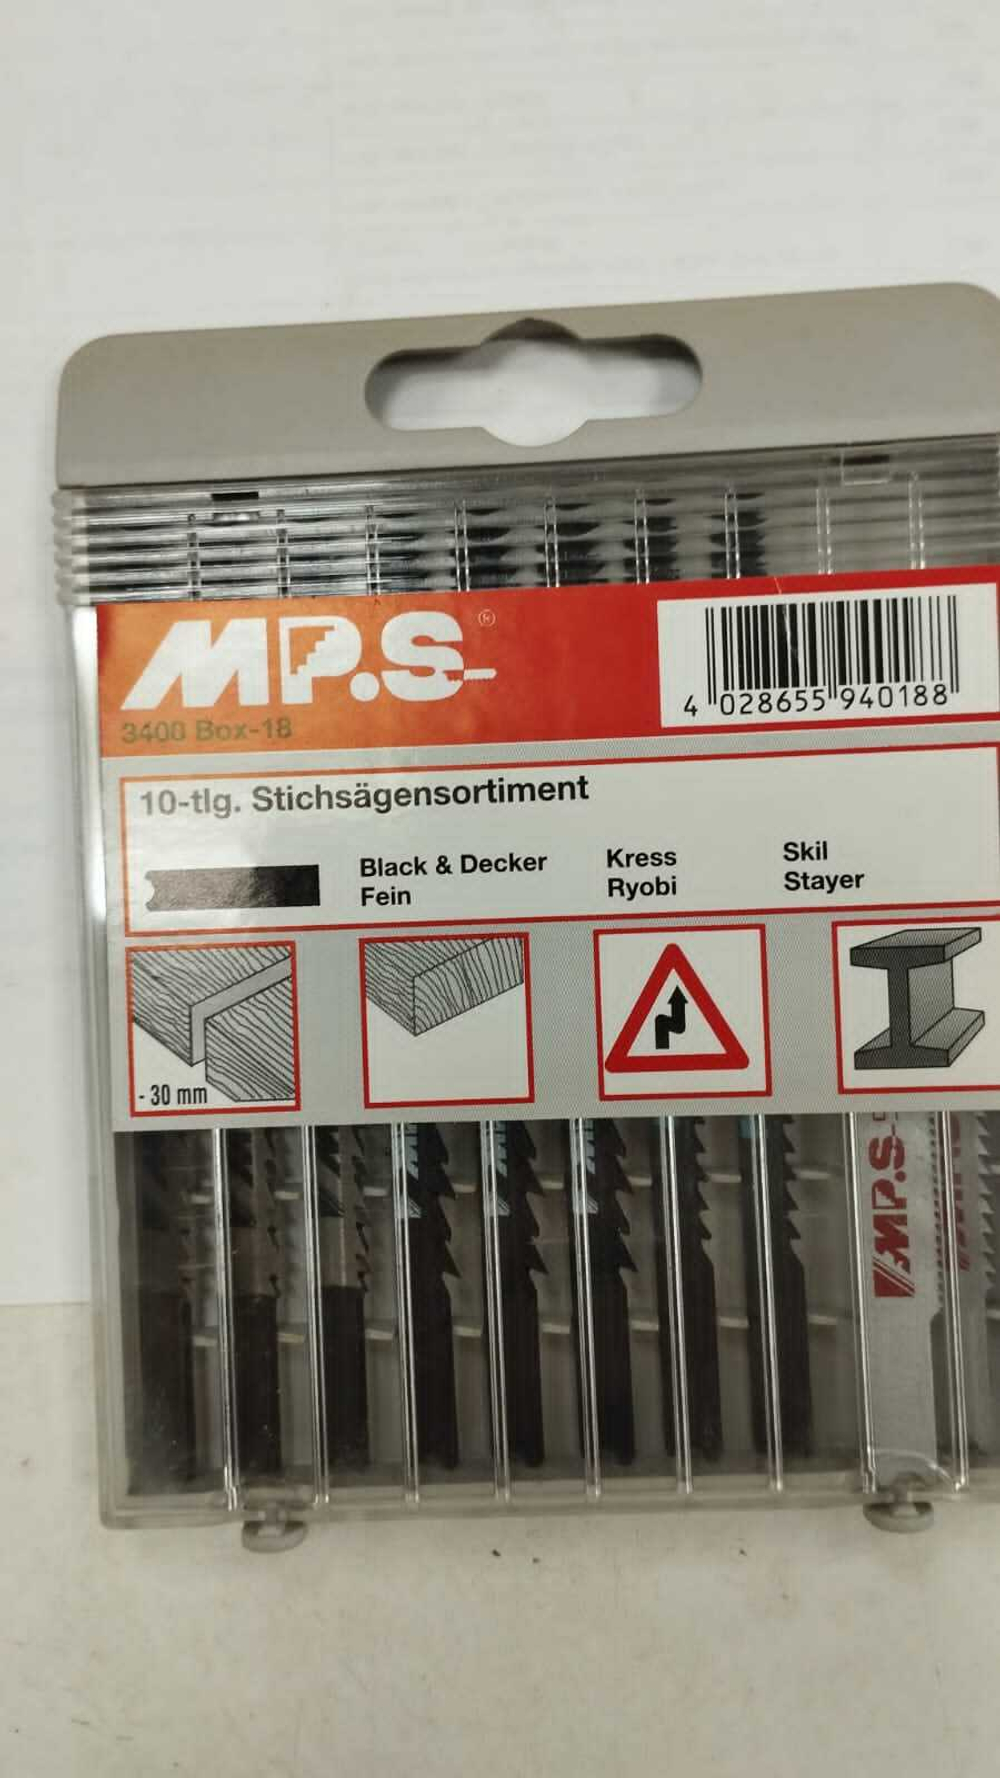 MP.S ®
3400 Box-18
4 028655 940188
10-tlg. Stichsägensortiment
Black & Decker Kress Skil
Fein Ryobi Stayer
- 30 mm
MP.S